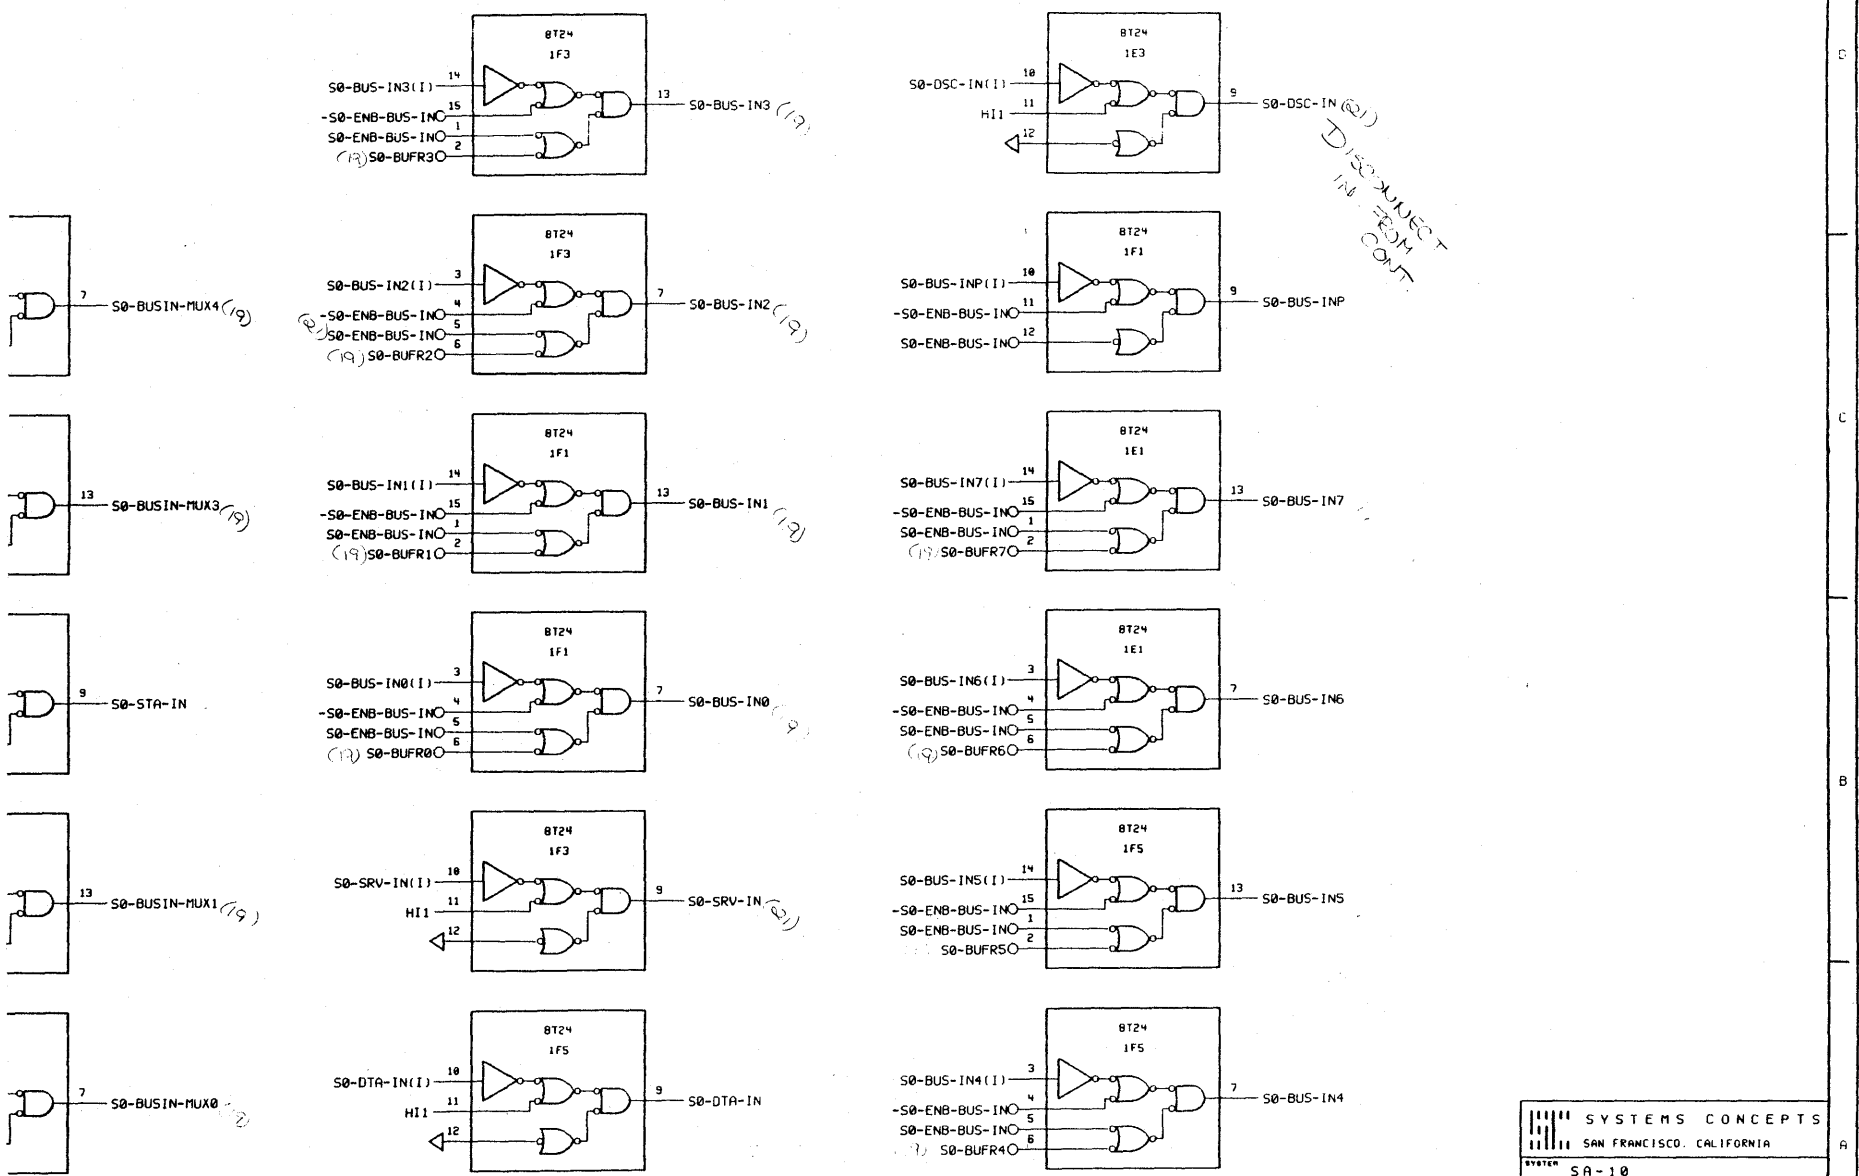 8T24
1F3
14
S0-BUS-IN3(I)
15
-S0-ENB-BUS-IN
1
S0-ENB-BUS-IN
2
(19) S0-BUFR3
13
S0-BUS-IN3 (19)
8T24
1E3
10
S0-DSC-IN(I)
11
HI1
12
9
S0-DSC-IN (21)
DISCONNECT
IN FROM
CONT
7
S0-BUSIN-MUX4 (19)
8T24
1F3
3
S0-BUS-IN2(I)
4
-S0-ENB-BUS-IN
5
(21) S0-ENB-BUS-IN
6
(19) S0-BUFR2
7
S0-BUS-IN2 (19)
8T24
1F1
10
S0-BUS-INP(I)
11
-S0-ENB-BUS-IN
12
S0-ENB-BUS-IN
9
S0-BUS-INP
13
S0-BUSIN-MUX3 (19)
8T24
1F1
14
S0-BUS-IN1(I)
15
-S0-ENB-BUS-IN
1
S0-ENB-BUS-IN
2
(19) S0-BUFR1
13
S0-BUS-IN1 (19)
8T24
1E1
14
S0-BUS-IN7(I)
15
-S0-ENB-BUS-IN
1
S0-ENB-BUS-IN
2
(19) S0-BUFR7
13
S0-BUS-IN7
9
S0-STA-IN
8T24
1F1
3
S0-BUS-IN0(I)
4
-S0-ENB-BUS-IN
5
S0-ENB-BUS-IN
6
(19) S0-BUFR0
7
S0-BUS-IN0 (19)
8T24
1E1
3
S0-BUS-IN6(I)
4
-S0-ENB-BUS-IN
5
S0-ENB-BUS-IN
6
(19) S0-BUFR6
7
S0-BUS-IN6
13
S0-BUSIN-MUX1 (19)
8T24
1F3
10
S0-SRV-IN(I)
11
HI1
12
9
S0-SRV-IN (21)
8T24
1F5
14
S0-BUS-IN5(I)
15
-S0-ENB-BUS-IN
1
S0-ENB-BUS-IN
2
S0-BUFR5
13
S0-BUS-IN5
7
S0-BUSIN-MUX0
8T24
1F5
10
S0-DTA-IN(I)
11
HI1
12
9
S0-DTA-IN
8T24
1F5
3
S0-BUS-IN4(I)
4
-S0-ENB-BUS-IN
5
S0-ENB-BUS-IN
6
S0-BUFR4
7
S0-BUS-IN4
C
B
A
SYSTEMS CONCEPTS
SAN FRANCISCO, CALIFORNIA
SYSTEM
SA-10